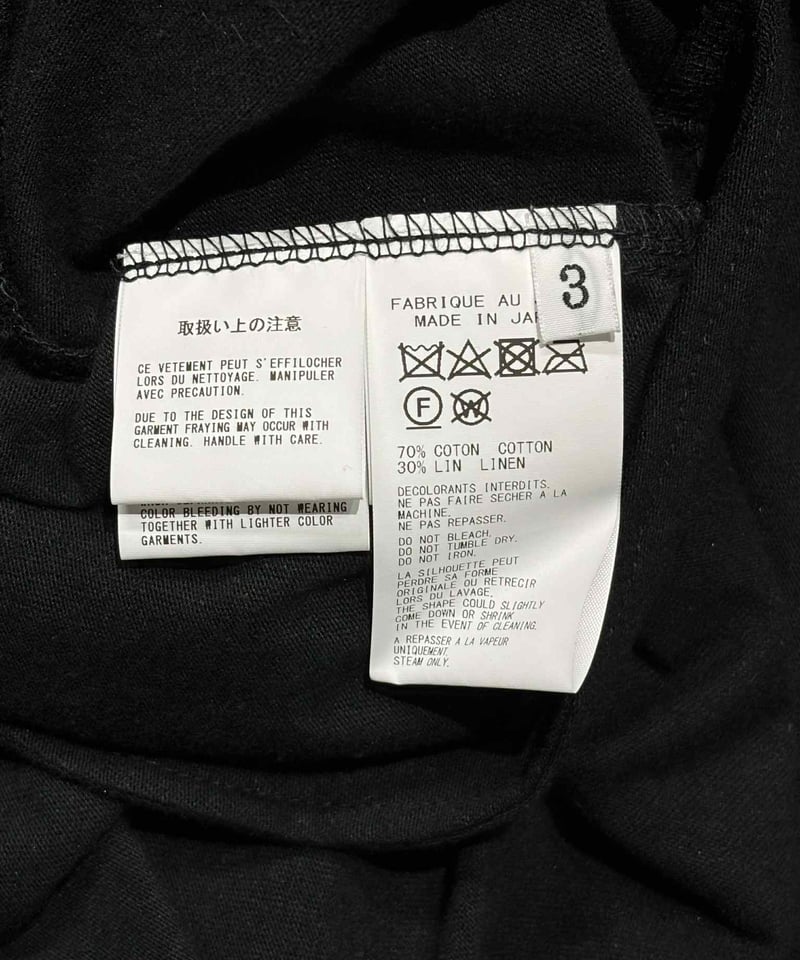 取扱い上の注意
CE VETEMENT PEUT S'EFFILOCHER
LORS DU NETTOYAGE. MANIPULER
AVEC PRECAUTION.
DUE TO THE DESIGN OF THIS
GARMENT FRAYING MAY OCCUR WITH
CLEANING. HANDLE WITH CARE.
COLOR BLEEDING BY NOT WEARING
TOGETHER WITH LIGHTER COLOR
GARMENTS.
3
FABRIQUE AU
MADE IN
F
W
70% COTON COTTON
30% LIN LINEN
DECOLORANTS INTERDITS.
NE PAS FAIRE SECHER A LA
MACHINE.
NE PAS REPASSER.
DO NOT BLEACH.
DO NOT TUMBLE DRY.
DO NOT IRON.
LA SILHOUETTE PEUT
PERDRE SA FORME
ORIGINALE OU RETRECIR
LORS DU LAVAGE.
THE SHAPE COULD SLIGHTLY
COME DOWN OR SHRINK
IN THE EVENT OF CLEANING.
A REPASSER A LA VAPEUR
UNIQUEMENT.
STEAM ONLY.